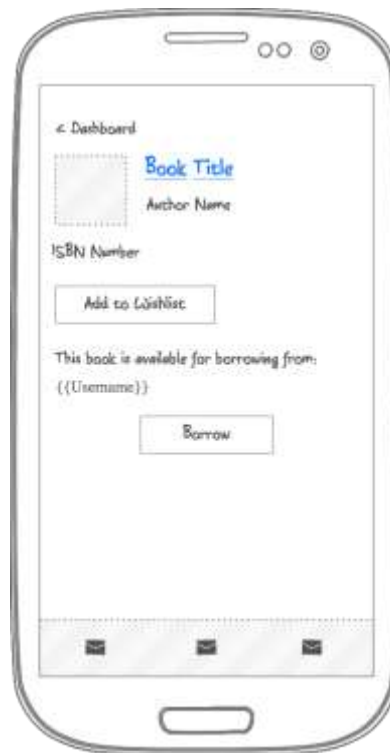 < Dashboard
Book Title
Author Name
ISBN Number
Add to Wishlist
This book is available for borrowing from:
{{Username}}
Borrow